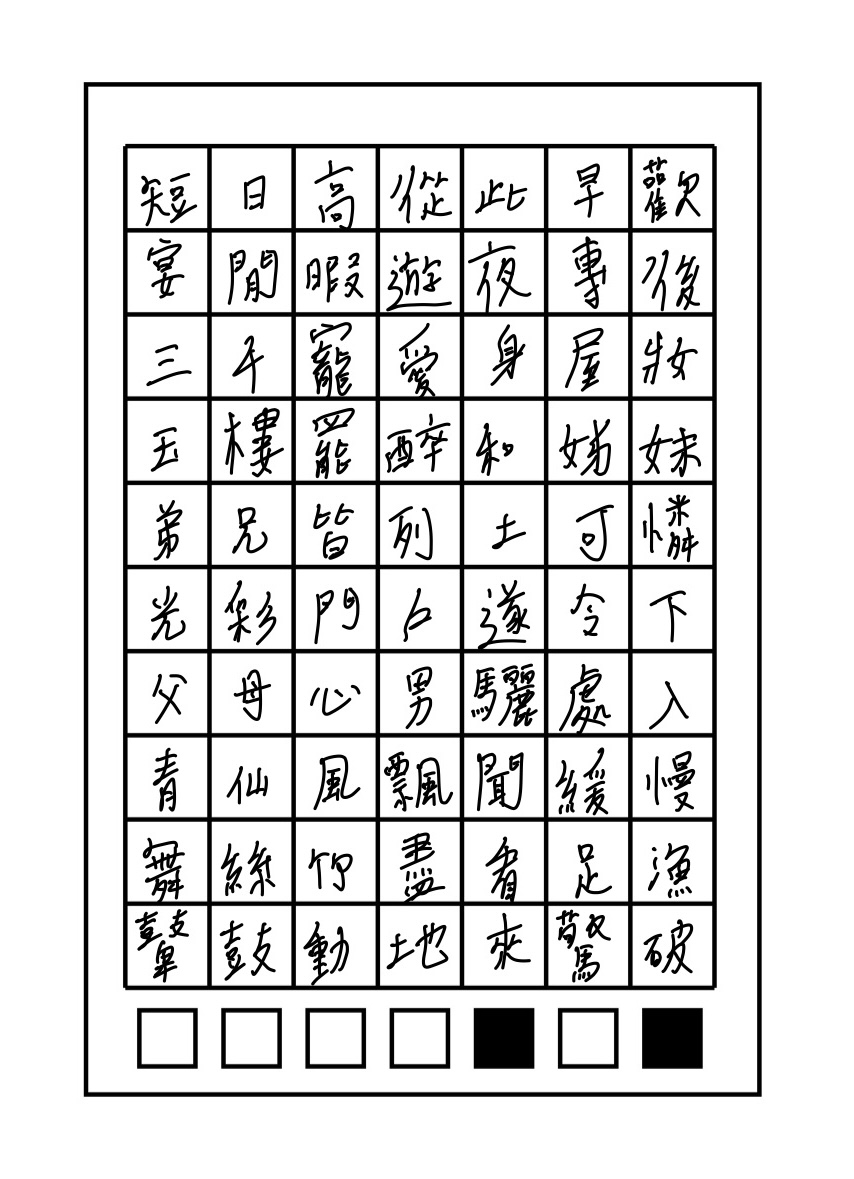 短日高從此早歡
宴閒暇遊夜專後
三千寵愛身屋妝
玉樓罷醉和姊妹
弟兄皆列土可憐
光彩門戶遂令下
父母心男驪處入
青仙風飄聞緩慢
舞絲竹盡看足漁
鼙鼓動地來驚破